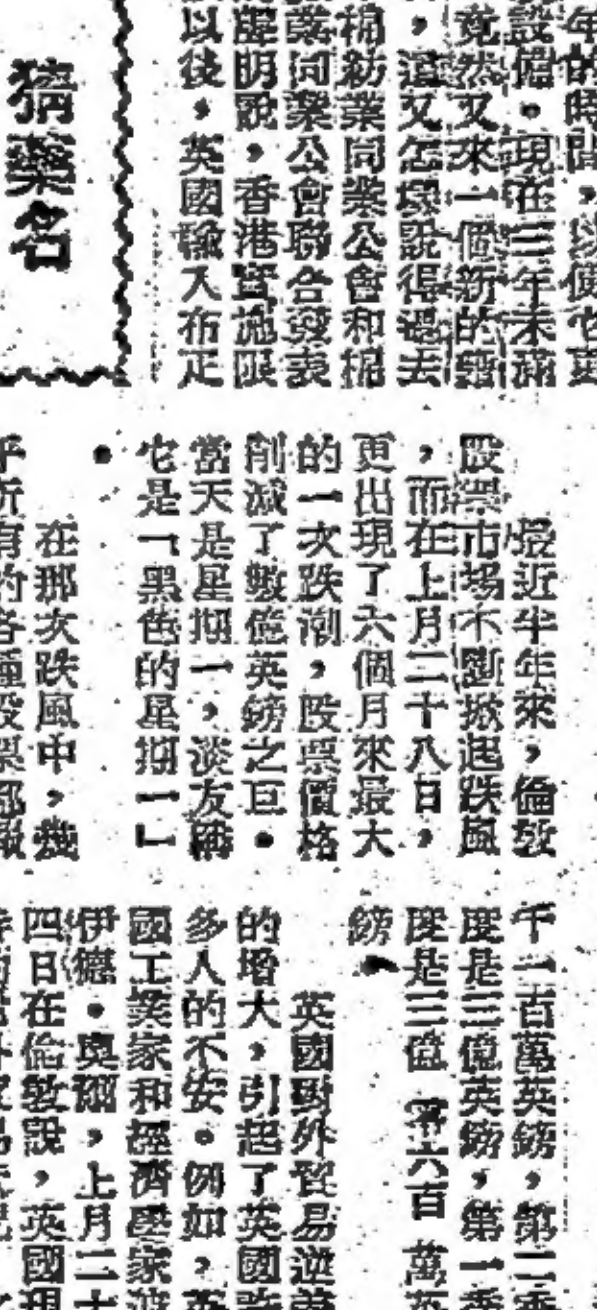 年的時間，以便它更
設備。現在三年未滿
竟然又來一個新的
，這又怎樣說得過去
棉紡業同業公會和棉
業同業公會聯合發表
聲明說，香港實施限
以後，英國輸入布疋
猜藥名
最近半年來，倫敦
股票市場不斷掀起跌風
，而在上月二十八日，
更出現了六個月來最大
的一次跌潮，股票價格
削減了數億英鎊之巨。
當天是星期一，淡友稱
它是「黑色的星期一」
。
在那次跌風中，幾
乎所有的各種股票都報
千一百萬英鎊，第二季
度是三億英鎊，第一季
度是三億零六百萬英
鎊。
英國對外貿易逆差
的增大，引起了英國許
多人的不安。例如，英
國工業家和經濟學家波
伊德•奧爾，上月二十
四日在倫敦說，英國現